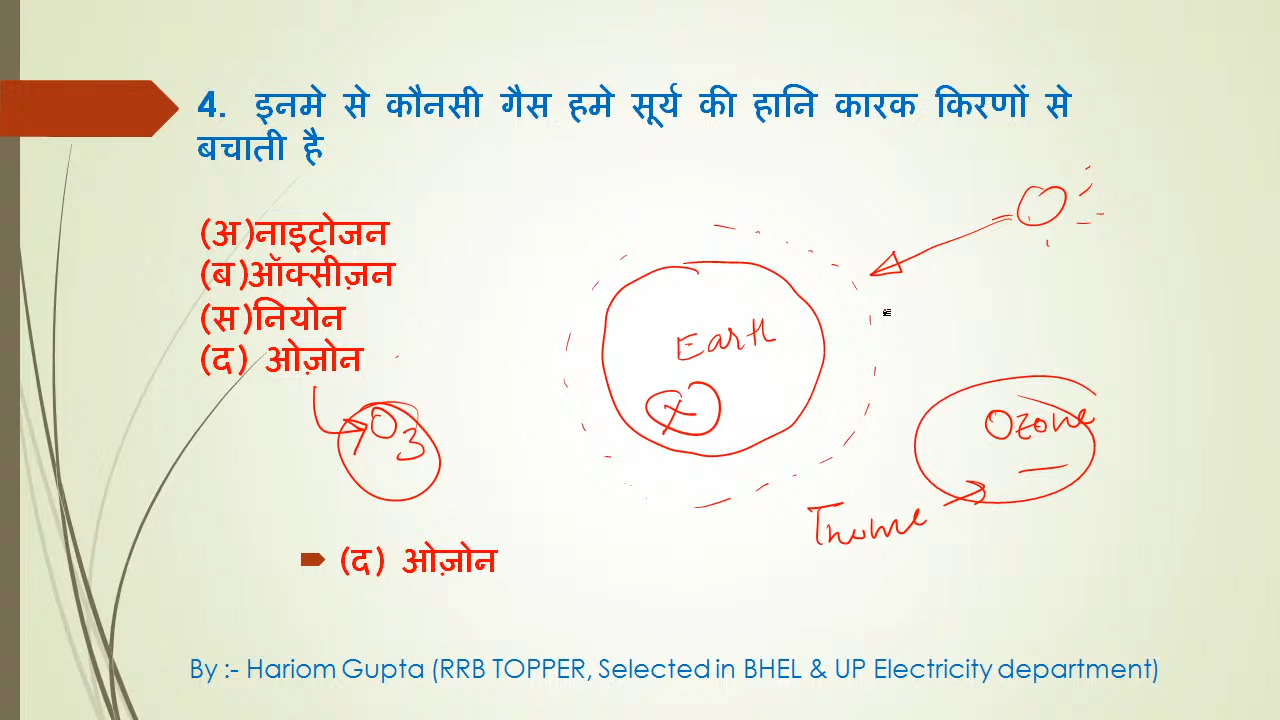 4. इनमे से कौनसी गैस हमे सूर्य की हानि कारक किरणों से
बचाती है
(अ)नाइट्रोजन
(ब)ऑक्सीज़न
(स)नियोन
(द) ओज़ोन
Earth
O3
Ozone
(द) ओज़ोन
By :- Hariom Gupta (RRB TOPPER, Selected in BHEL & UP Electricity department)